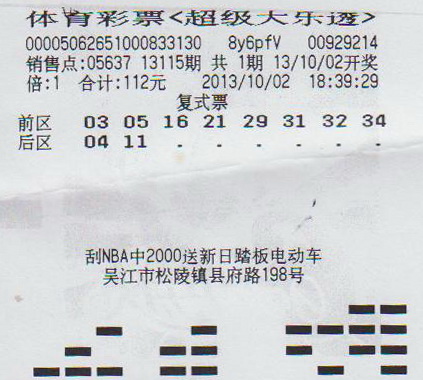 体育彩票<超级大乐透>
00005062651000833130 8y6pfV 00929214
销售点:05637 13115期 共 1期 13/10/02开奖
倍:1 合计:112元 2013/10/02 18:39:29
复式票
前区 03 05 16 21 29 31 32 34
后区 04 11 . . . . . .
刮NBA中2000送新日踏板电动车
吴江市松陵镇县府路198号